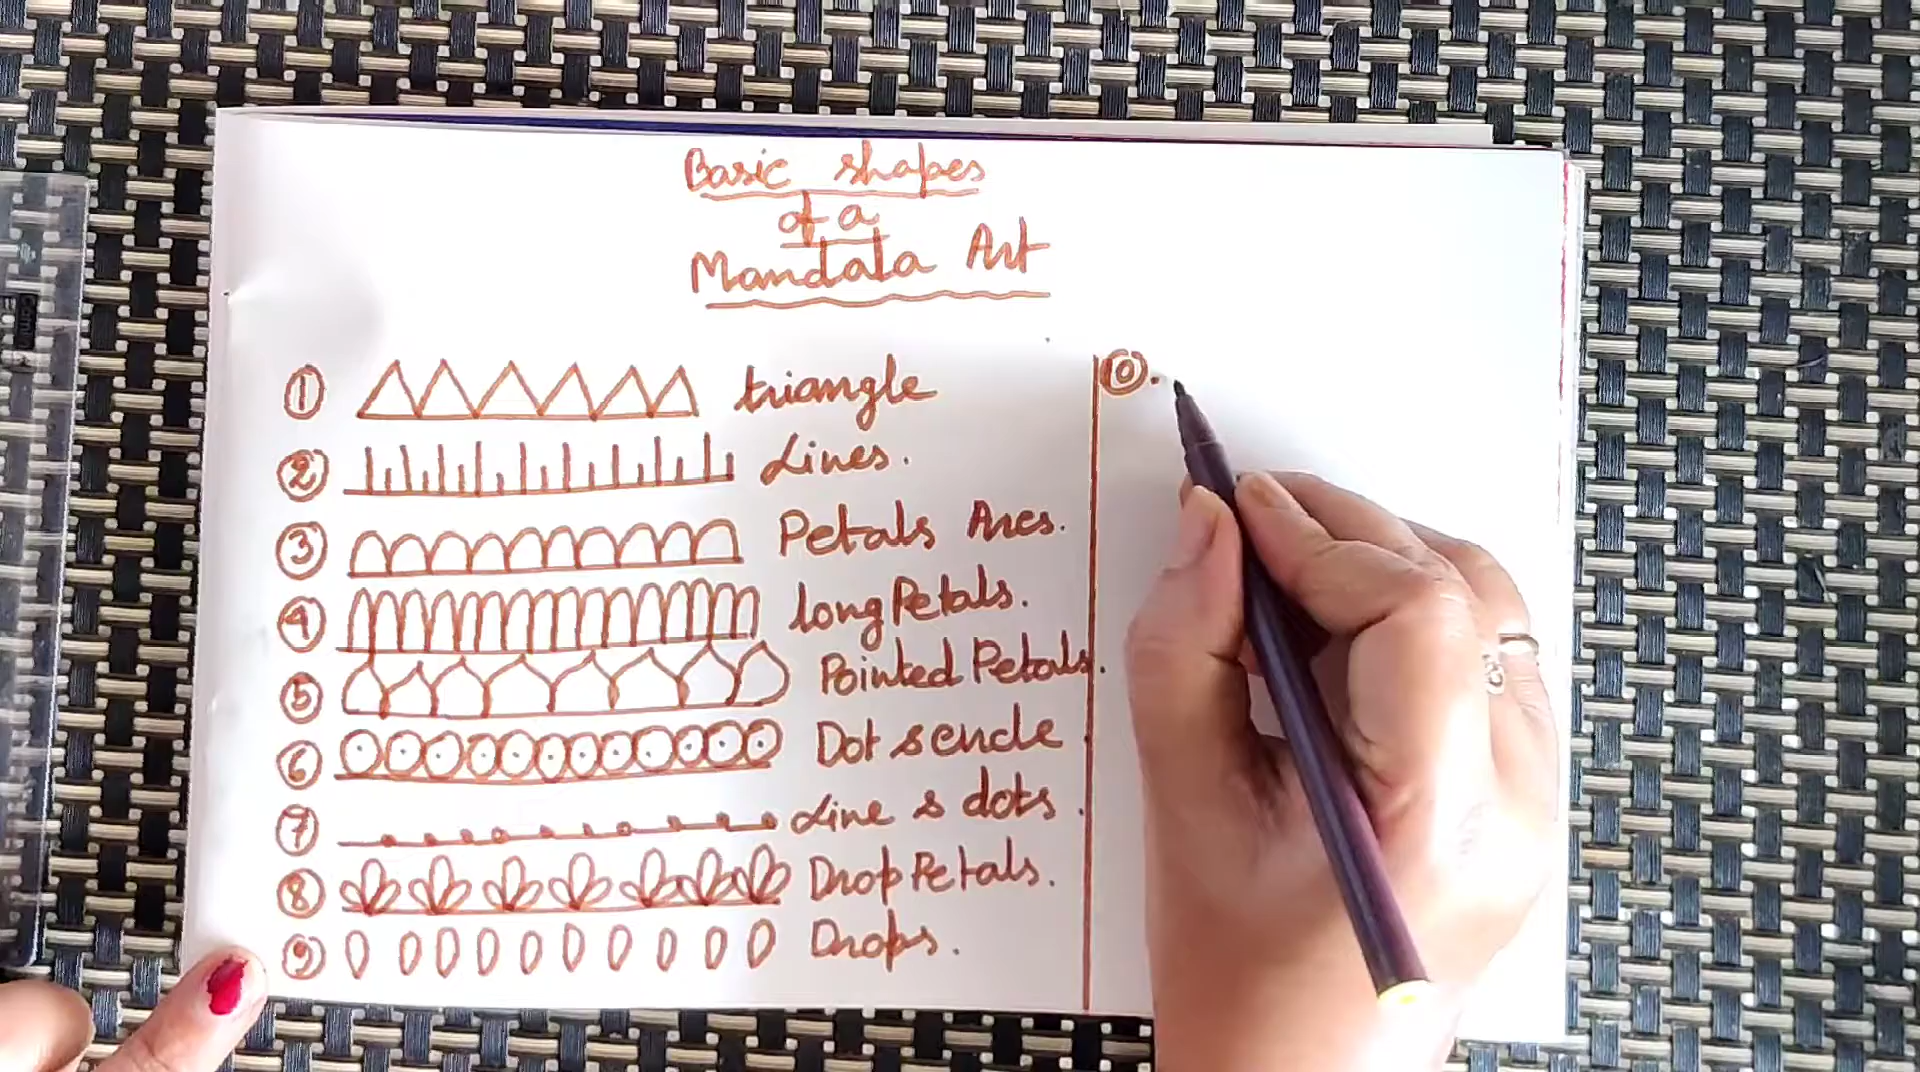 Basic shapes
of a
Mandala Art
① triangle
② Lines.
③ Petals Arcs.
④ long Petals.
⑤ Pointed Petals.
⑥ Dot sercle.
⑦ Line & dots.
⑧ Drop Petals.
⑨ Drops.
⑩.